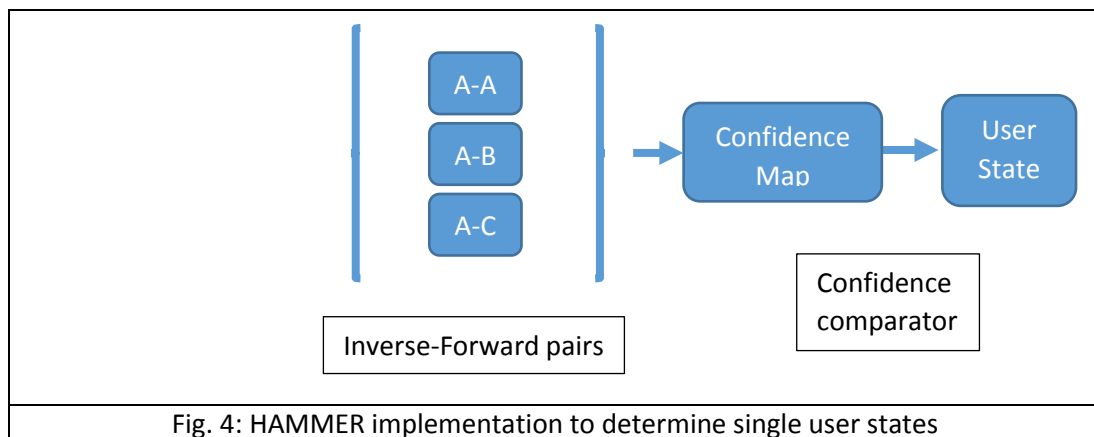 A-A
A-B
A-C
Confidence
Map
User
State
Inverse-Forward pairs
Confidence
comparator
Fig. 4: HAMMER implementation to determine single user states